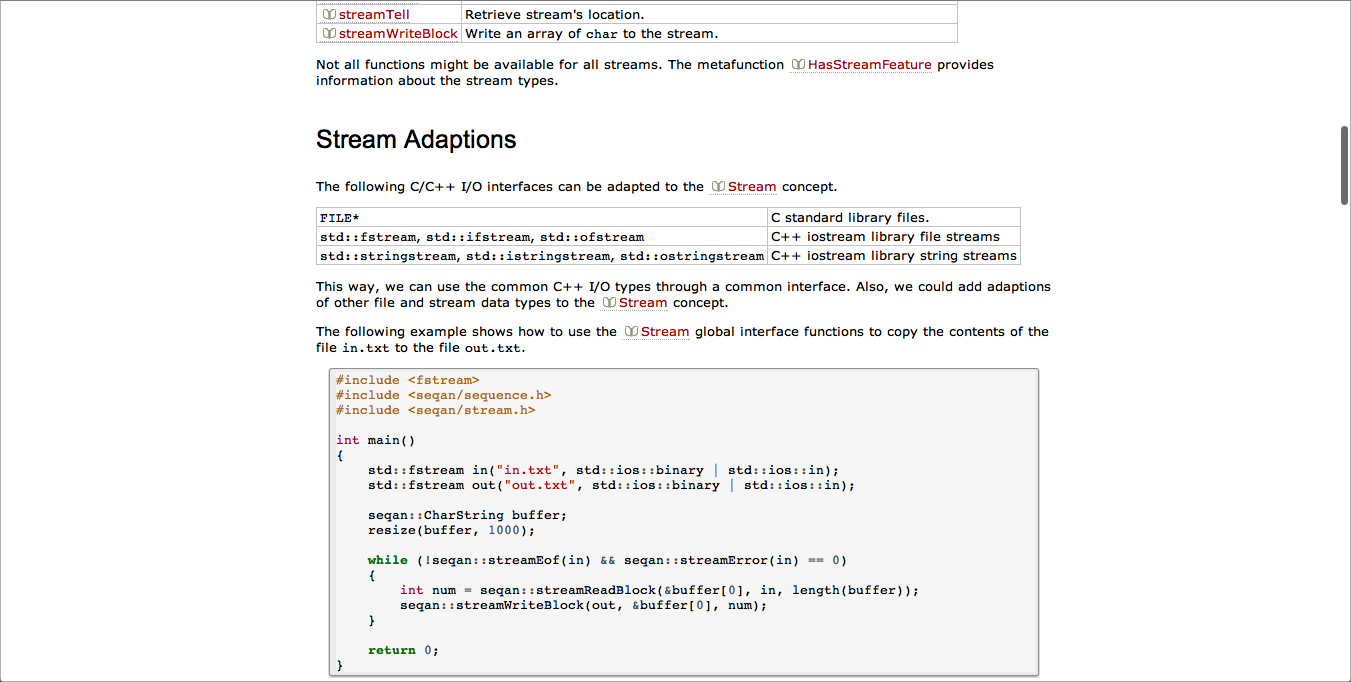 streamTell Retrieve stream's location.
streamWriteBlock Write an array of char to the stream.
Not all functions might be available for all streams. The metafunction HasStreamFeature provides
information about the stream types.
Stream Adaptions
The following C/C++ I/O interfaces can be adapted to the Stream concept.
FILE* C standard library files.
std::fstream, std::ifstream, std::ofstream C++ iostream library file streams
std::stringstream, std::istringstream, std::ostringstream C++ iostream library string streams
This way, we can use the common C++ I/O types through a common interface. Also, we could add adaptions
of other file and stream data types to the Stream concept.
The following example shows how to use the Stream global interface functions to copy the contents of the
file in.txt to the file out.txt.
#include <fstream>
#include <seqan/sequence.h>
#include <seqan/stream.h>
int main()
{
    std::fstream in("in.txt", std::ios::binary | std::ios::in);
    std::fstream out("out.txt", std::ios::binary | std::ios::in);
    seqan::CharString buffer;
    resize(buffer, 1000);
    while (!seqan::streamEof(in) && seqan::streamError(in) == 0)
    {
        int num = seqan::streamReadBlock(&buffer[0], in, length(buffer));
        seqan::streamWriteBlock(out, &buffer[0], num);
    }
    return 0;
}